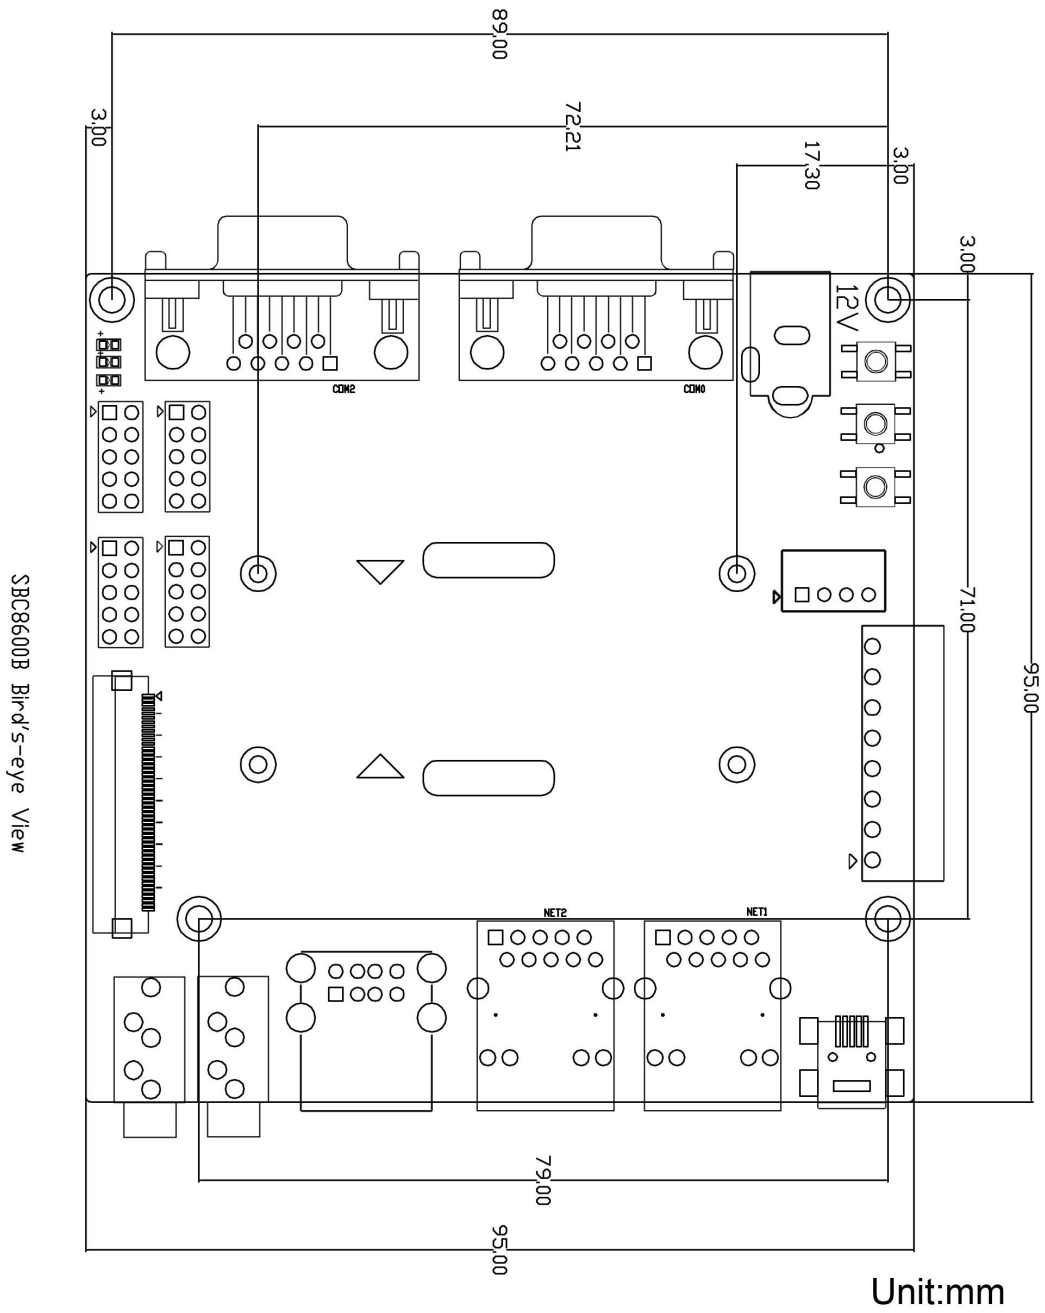 89,00
72,21
3,00
17,30
3,00
3,00
12V
COM2
COM0
71,00
95,00
SBC8600B Bird's-eye View
NET2
NET1
79,00
95,00
Unit:mm